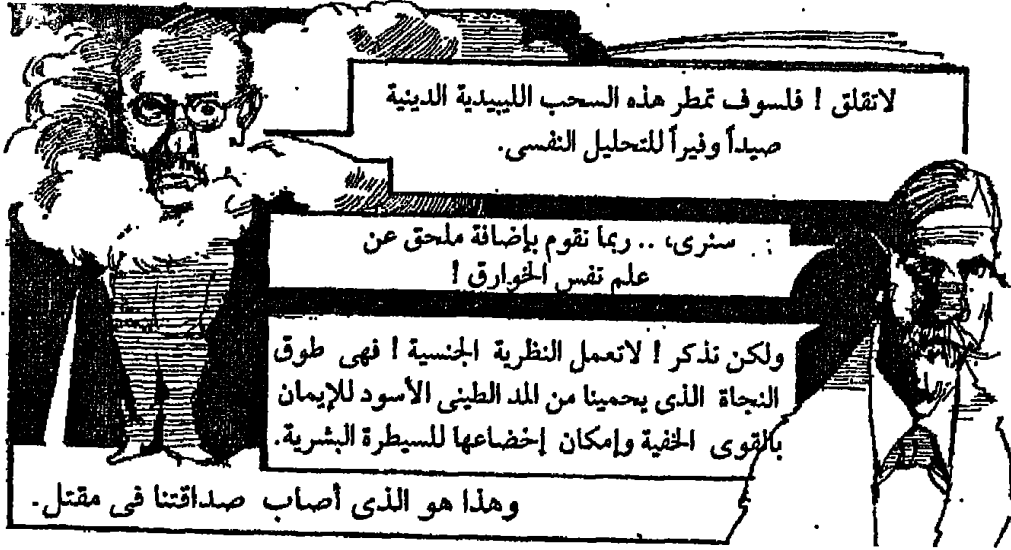 لاتقلق ! فلسوف تمطر هذه السحب الليبيدية الدينية
صيداً وفيراً للتحليل النفسى.
سنرى، .. ربما نقوم بإضافة ملحق عن
علم نفس الخوارق !
ولكن تذكر ! لاتعمل النظرية الجنسية ! فهى طوق
النجاة الذى يحمينا من المد الطينى الأسود للإيمان
بالقوى الخفية وإمكان إخضاعها للسيطرة البشرية.
وهذا هو الذى أصاب صداقتنا فى مقتل.